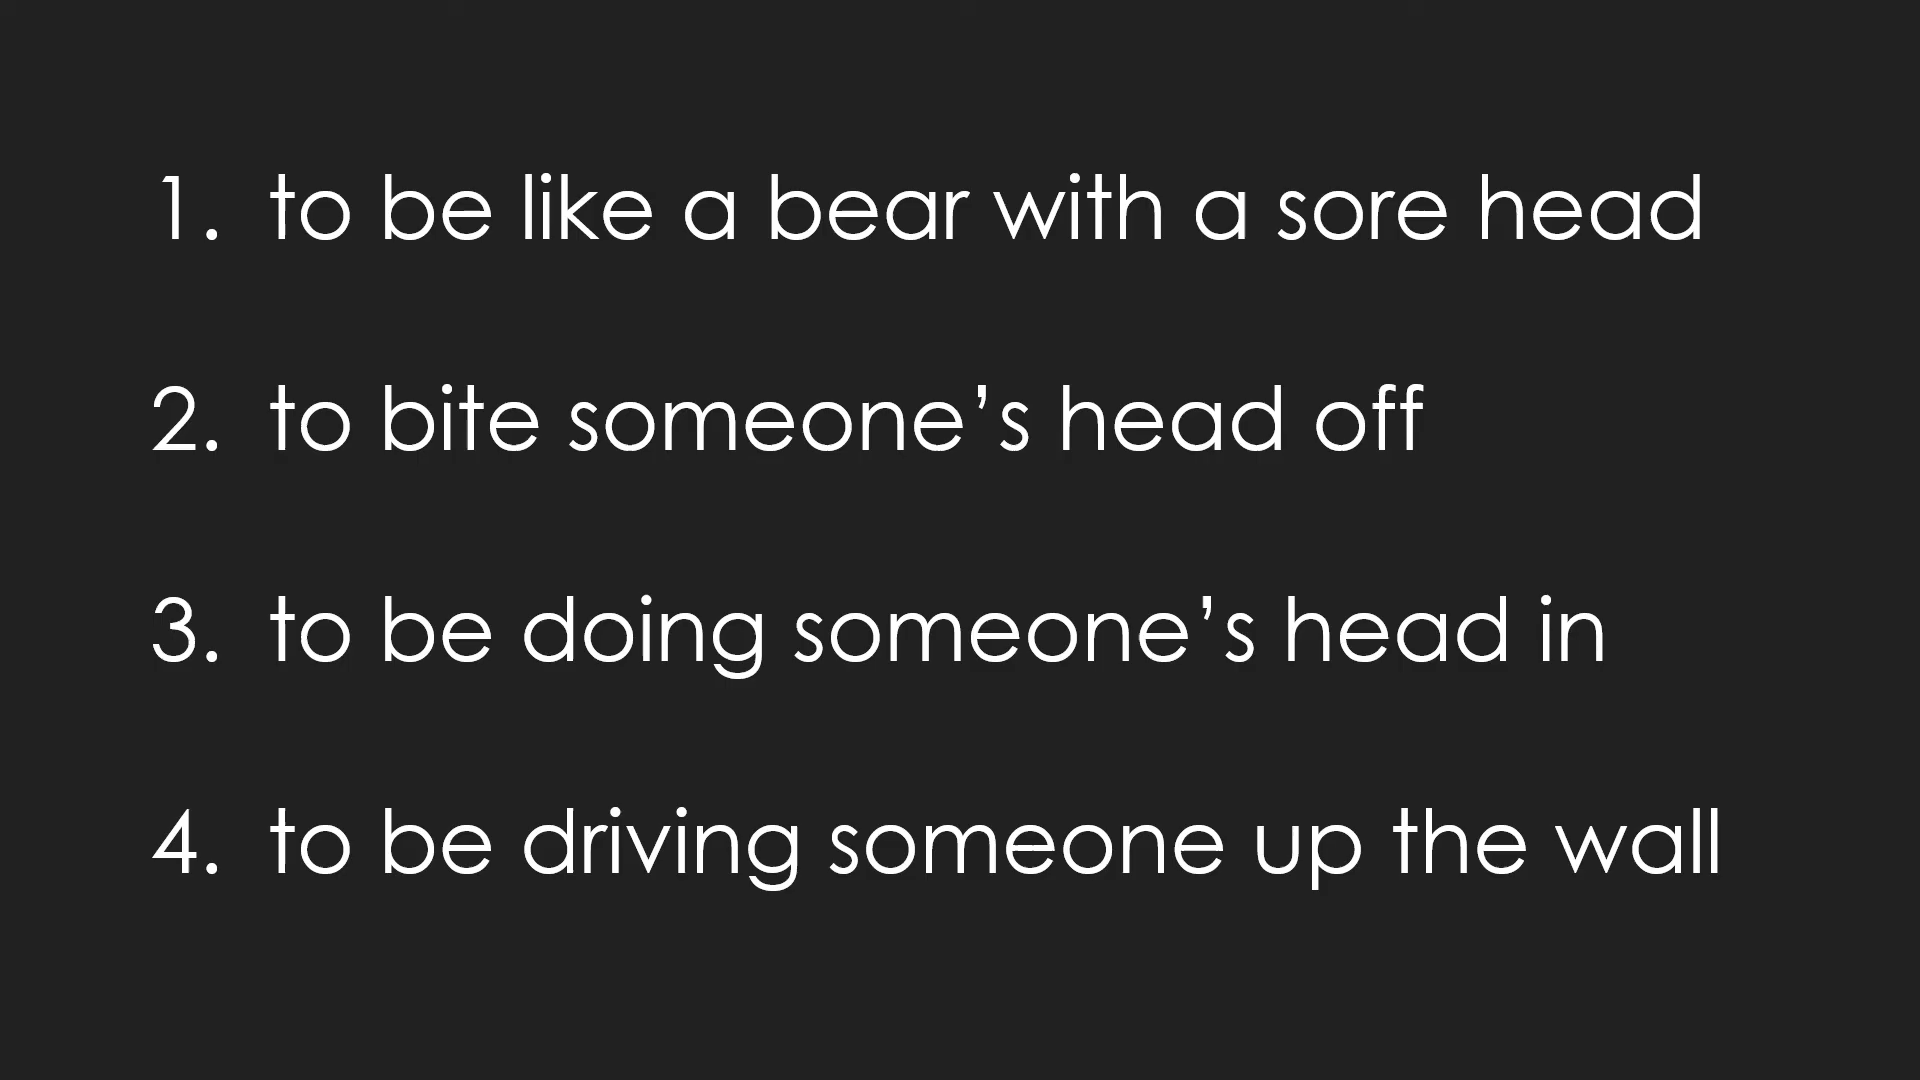 1. to be like a bear with a sore head
2. to bite someone’s head off
3. to be doing someone’s head in
4. to be driving someone up the wall